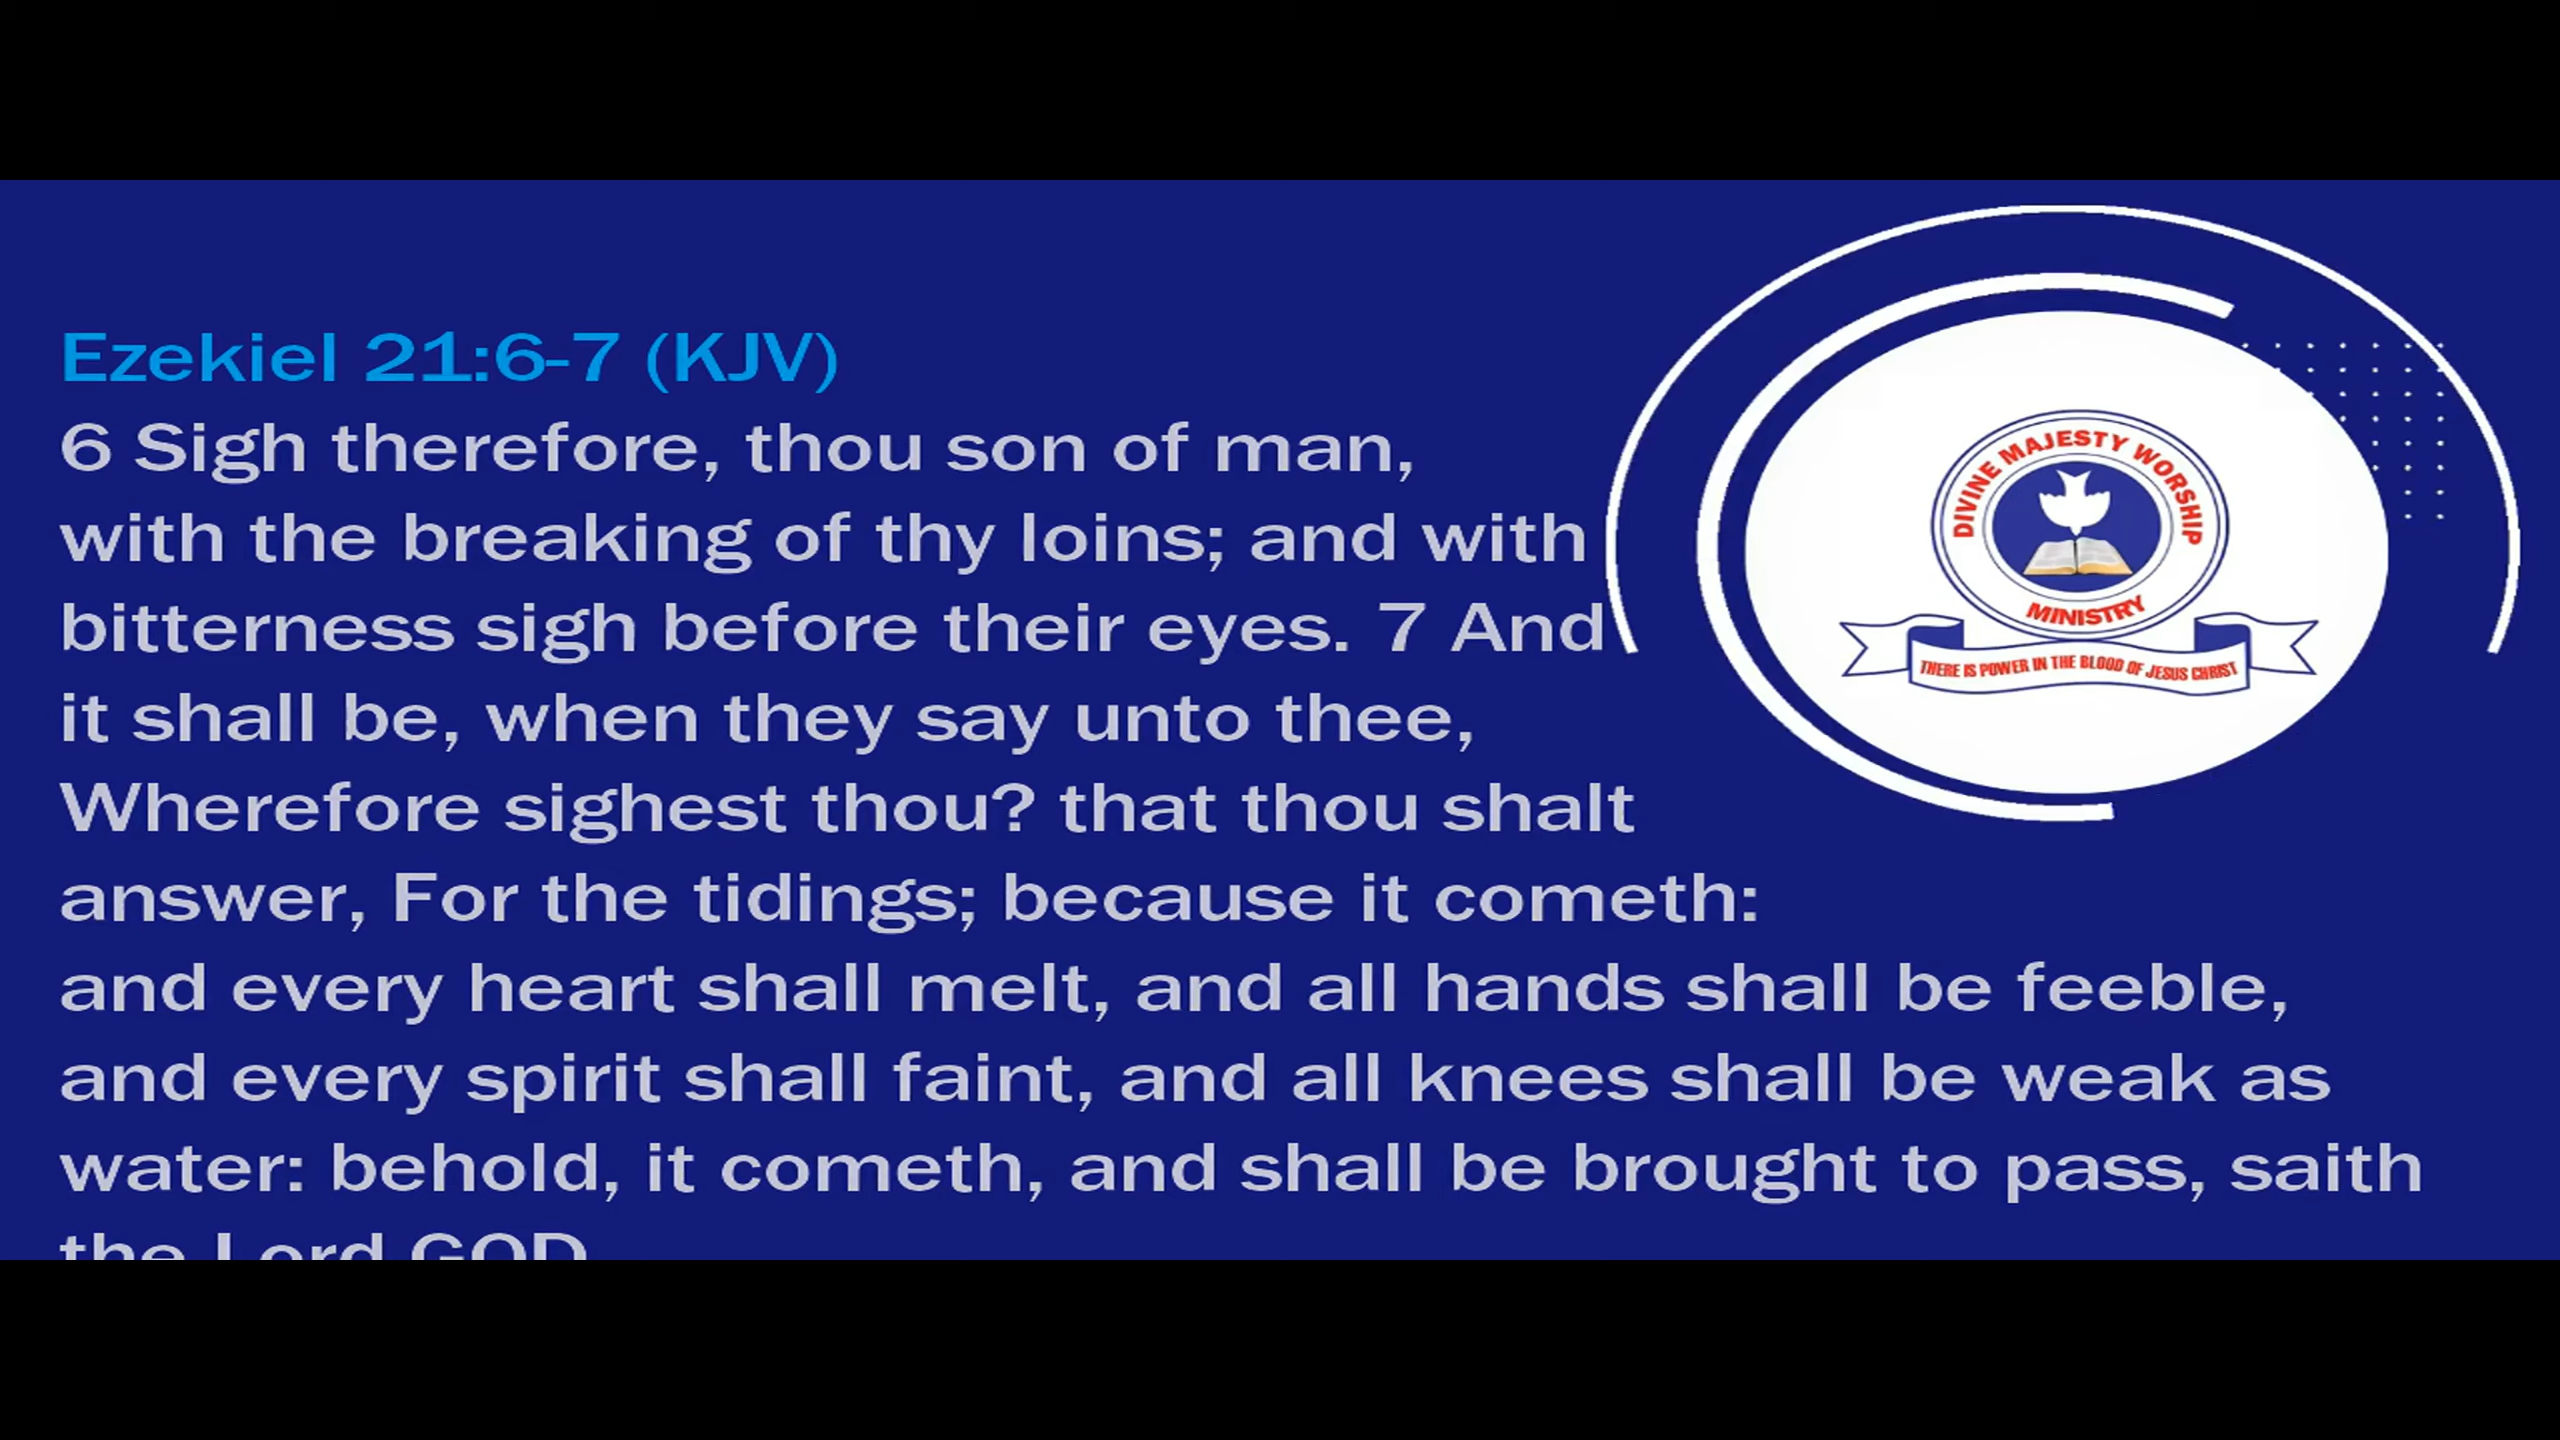 Ezekiel 21:6-7 (KJV)
6 Sigh therefore, thou son of man,
with the breaking of thy loins; and with
bitterness sigh before their eyes. 7 And
it shall be, when they say unto thee,
Wherefore sighest thou? that thou shalt
answer, For the tidings; because it cometh:
and every heart shall melt, and all hands shall be feeble,
and every spirit shall faint, and all knees shall be weak as
water: behold, it cometh, and shall be brought to pass, saith
the Lord GOD
DIVINE MAJESTY WORSHIP
MINISTRY
THERE IS POWER IN THE BLOOD OF JESUS CHRIST